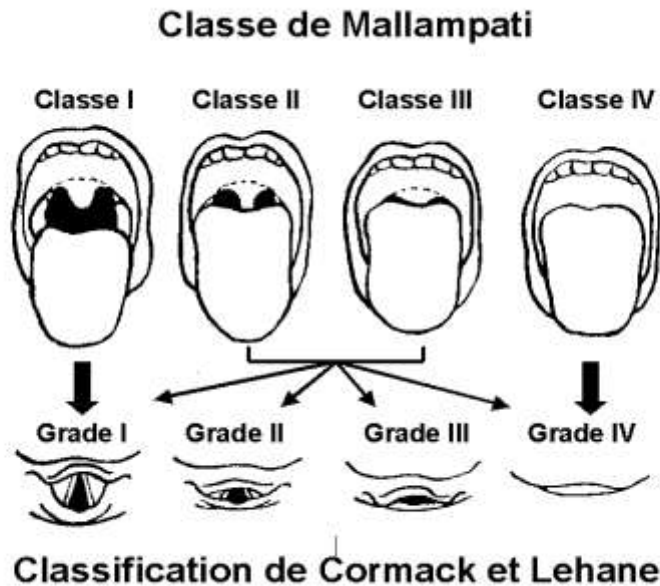 Classe de Mallampati
Classe I Classe II Classe III Classe IV
Grade I Grade II Grade III Grade IV
Classification de Cormack et Lehane